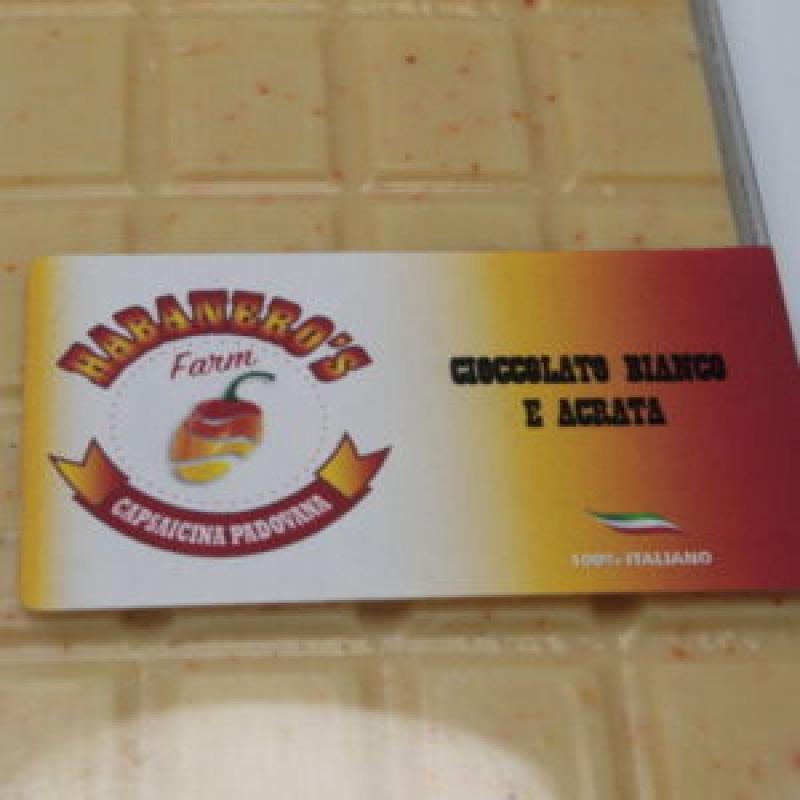 HABANERO'S
Farm
CAPSAICINA PADOVANA
CIOCCOLATO BIANCO
E ACRATA
100% ITALIANO